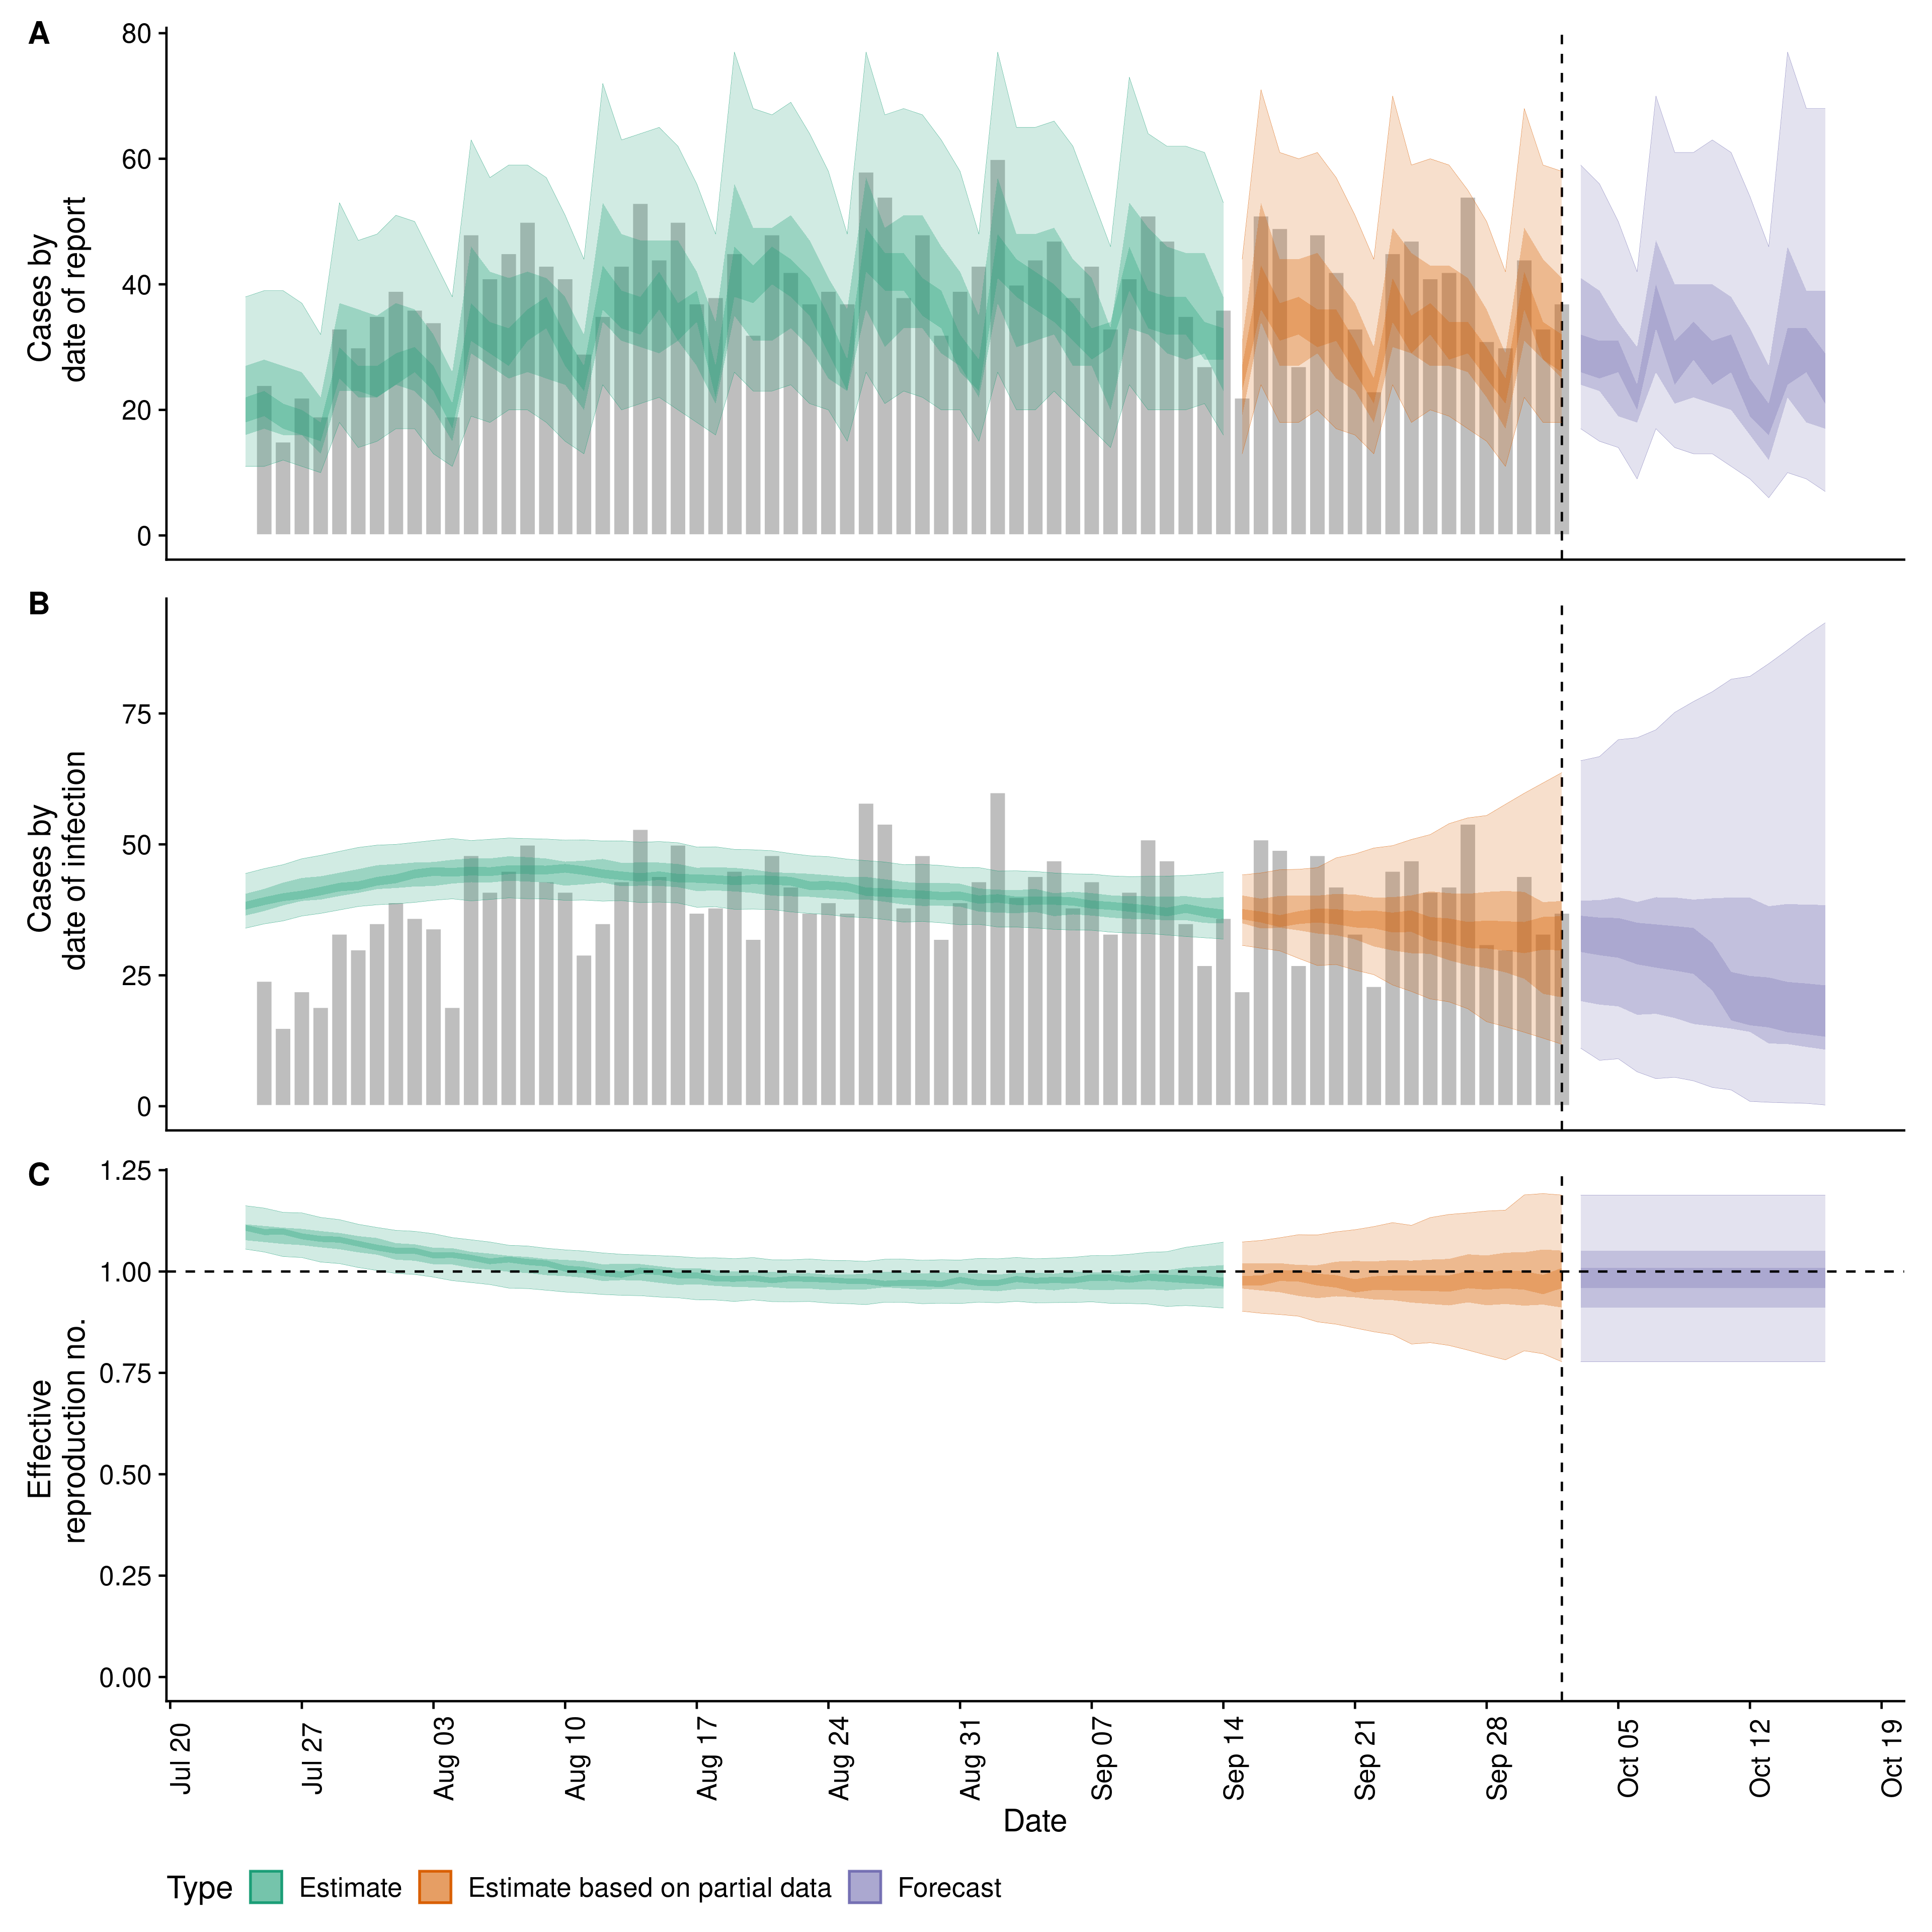 A
80
60
40
20
0
Cases by
date of report
B
75
50
25
0
Cases by
date of infection
C
1.25
1.00
0.75
0.50
0.25
0.00
Effective
reproduction no.
Jul 20
Jul 27
Aug 03
Aug 10
Aug 17
Aug 24
Aug 31
Sep 07
Sep 14
Sep 21
Sep 28
Oct 05
Oct 12
Oct 19
Date
Type Estimate Estimate based on partial data Forecast